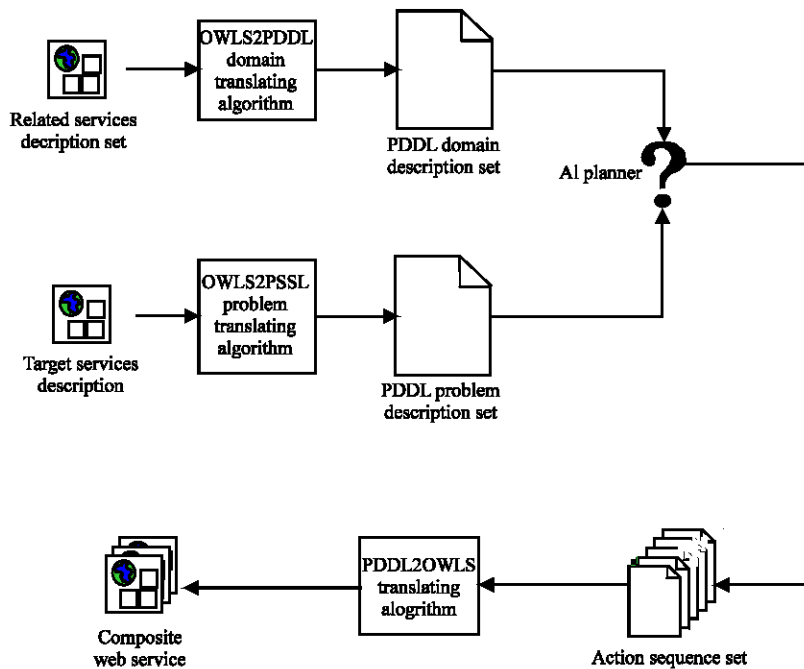 OWLS2PDDL
domain
translating
algorithm
Related services
decription set
PDDL domain
description set
AI planner
OWLS2PSSL
problem
translating
algorithm
Target services
description
PDDL problem
description set
PDDL2OWLS
translating
alogrithm
Composite
web service
Action sequence set